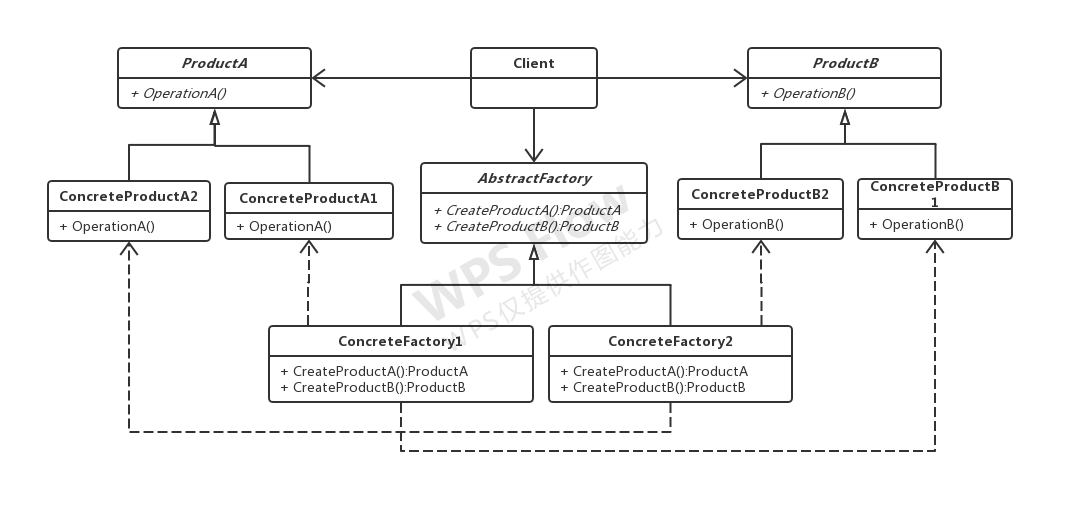 ProductA
+ OperationA()
Client
ProductB
+ OperationB()
ConcreteProductA2
+ OperationA()
ConcreteProductA1
+ OperationA()
AbstractFactory
+ CreateProductA():ProductA
+ CreateProductB():ProductB
ConcreteProductB2
+ OperationB()
ConcreteProductB
1
+ OperationB()
ConcreteFactory1
+ CreateProductA():ProductA
+ CreateProductB():ProductB
ConcreteFactory2
+ CreateProductA():ProductA
+ CreateProductB():ProductB
WPS Flow
WPS仅提供作图能力